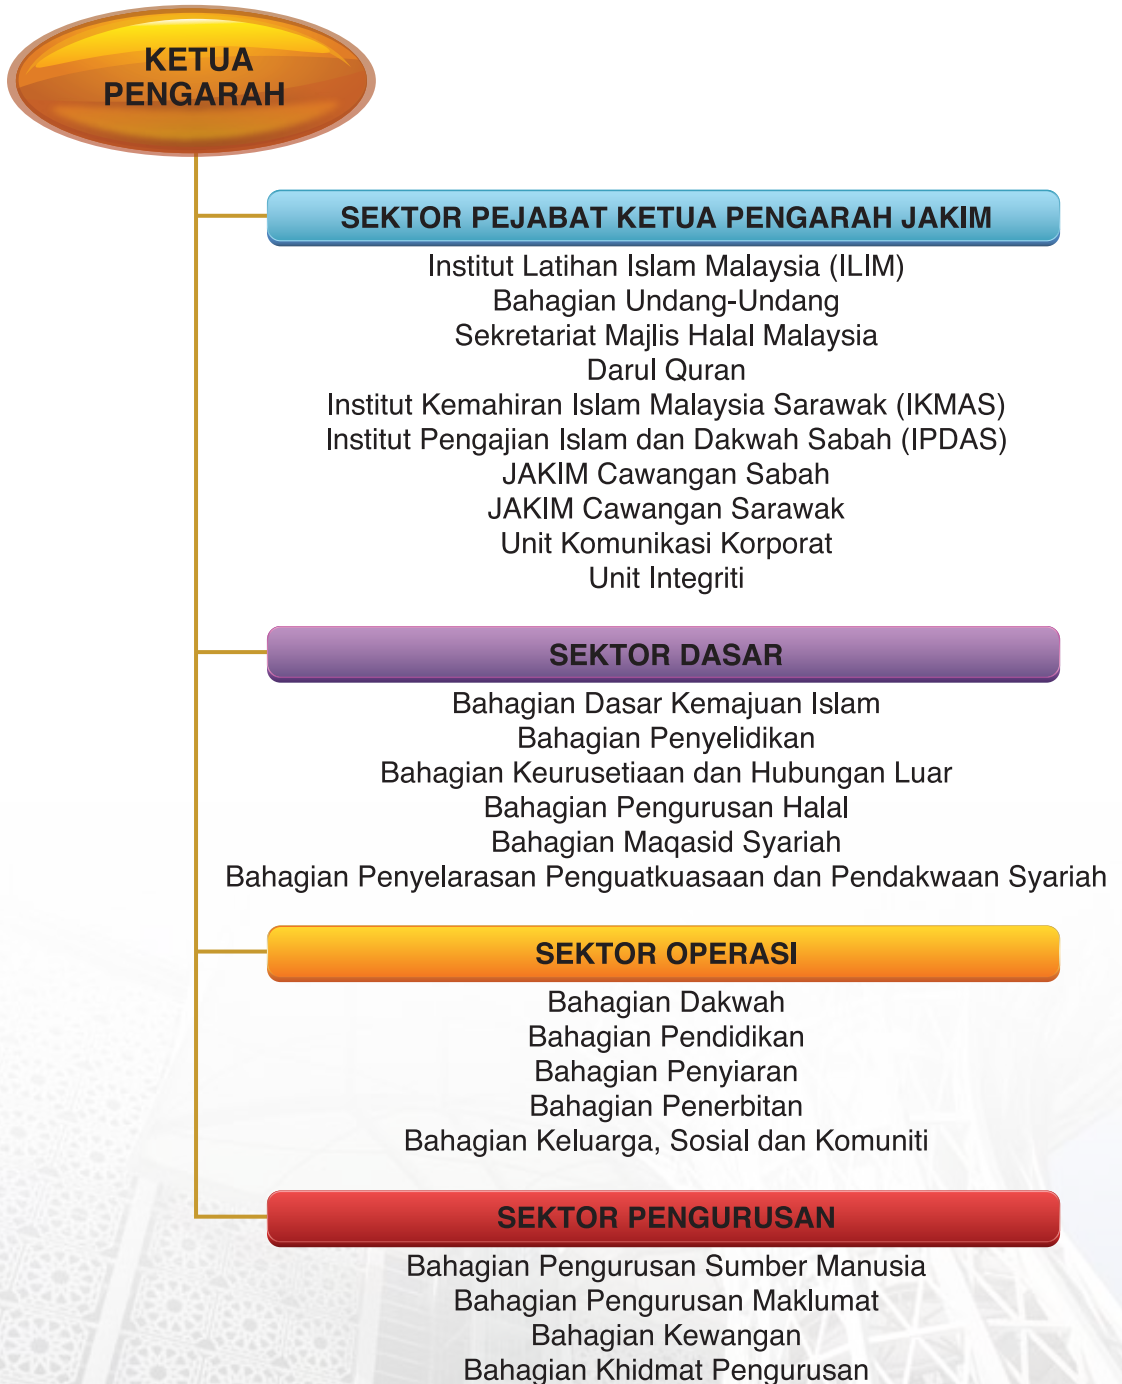 KETUA
PENGARAH
SEKTOR PEJABAT KETUA PENGARAH JAKIM
Institut Latihan Islam Malaysia (ILIM)
Bahagian Undang-Undang
Sekretariat Majlis Halal Malaysia
Darul Quran
Institut Kemahiran Islam Malaysia Sarawak (IKMAS)
Institut Pengajian Islam dan Dakwah Sabah (IPDAS)
JAKIM Cawangan Sabah
JAKIM Cawangan Sarawak
Unit Komunikasi Korporat
Unit Integriti
SEKTOR DASAR
Bahagian Dasar Kemajuan Islam
Bahagian Penyelidikan
Bahagian Keurusetiaan dan Hubungan Luar
Bahagian Pengurusan Halal
Bahagian Maqasid Syariah
Bahagian Penyelarasan Penguatkuasaan dan Pendakwaan Syariah
SEKTOR OPERASI
Bahagian Dakwah
Bahagian Pendidikan
Bahagian Penyiaran
Bahagian Penerbitan
Bahagian Keluarga, Sosial dan Komuniti
SEKTOR PENGURUSAN
Bahagian Pengurusan Sumber Manusia
Bahagian Pengurusan Maklumat
Bahagian Kewangan
Bahagian Khidmat Pengurusan